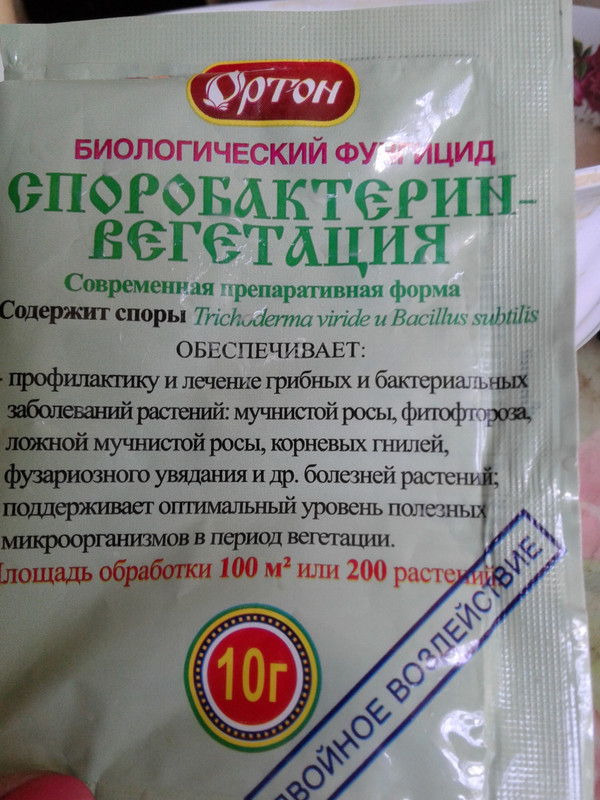 Ортон
БИОЛОГИЧЕСКИЙ ФУНГИЦИД
СПОРОБАКТЕРИН-
ВЕГЕТАЦИЯ
Современная препаративная форма
Содержит споры Trichoderma viride и Bacillus subtilis
ОБЕСПЕЧИВАЕТ:
- профилактику и лечение грибных и бактериальных
заболеваний растений: мучнистой росы, фитофтороза,
ложной мучнистой росы, корневых гнилей,
фузариозного увядания и др. болезней растений;
поддерживает оптимальный уровень полезных
микроорганизмов в период вегетации.
Площадь обработки 100 м² или 200 растений
10г
ДВОЙНОЕ ВОЗДЕЙСТВИЕ